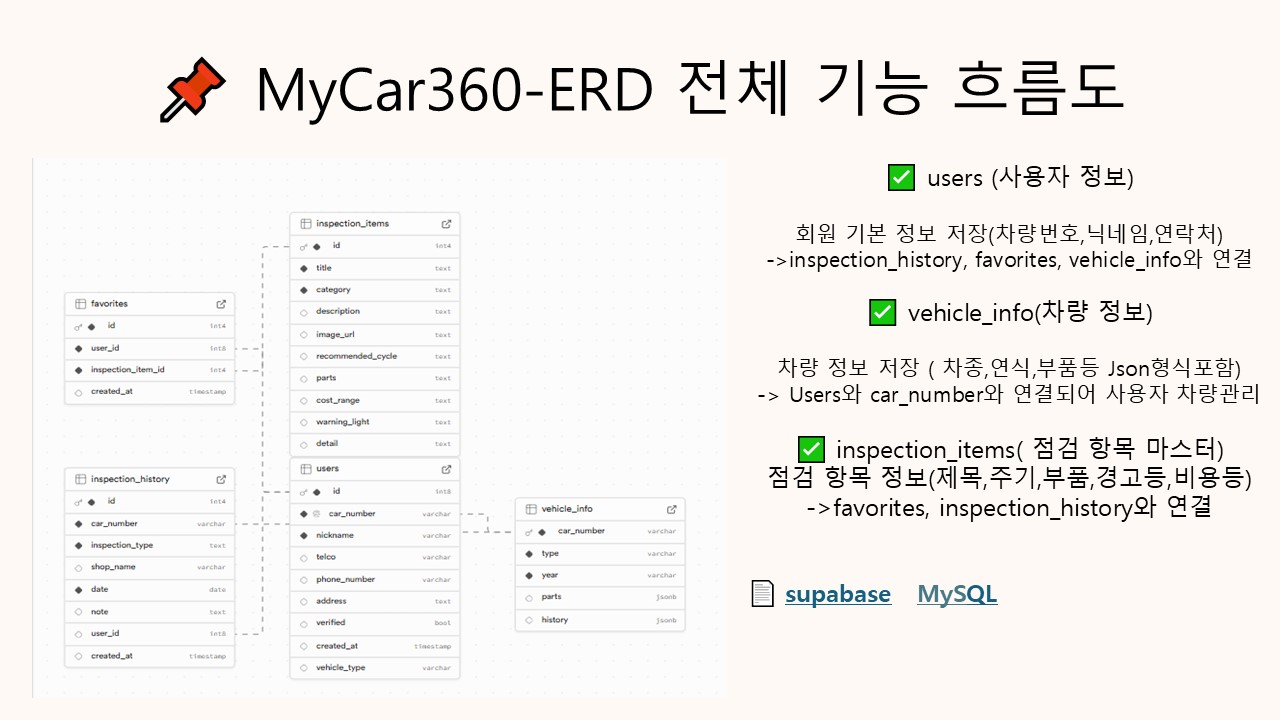 MyCar360-ERD 전체 기능 흐름도
inspection_items
id int4
title text
category text
description text
image_url text
recommended_cycle text
parts text
cost_range text
warning_light text
detail text
favorites
id int4
user_id int8
inspection_item_id int4
created_at timestamp
inspection_history
id int4
car_number varchar
inspection_type text
shop_name varchar
date date
note text
user_id int8
created_at timestamp
users
id int8
car_number varchar
nickname varchar
telco varchar
phone_number varchar
address text
verified bool
created_at timestamp
vehicle_type varchar
vehicle_info
car_number varchar
type varchar
year varchar
parts jsonb
history jsonb
✅ users (사용자 정보)
회원 기본 정보 저장(차량번호,닉네임,연락처)
->inspection_history, favorites, vehicle_info와 연결
✅ vehicle_info(차량 정보)
차량 정보 저장 ( 차종,연식,부품등 Json형식포함)
-> Users와 car_number와 연결되어 사용자 차량관리
✅ inspection_items( 점검 항목 마스터)
점검 항목 정보(제목,주기,부품,경고등,비용등)
->favorites, inspection_history와 연결
supabase MySQL